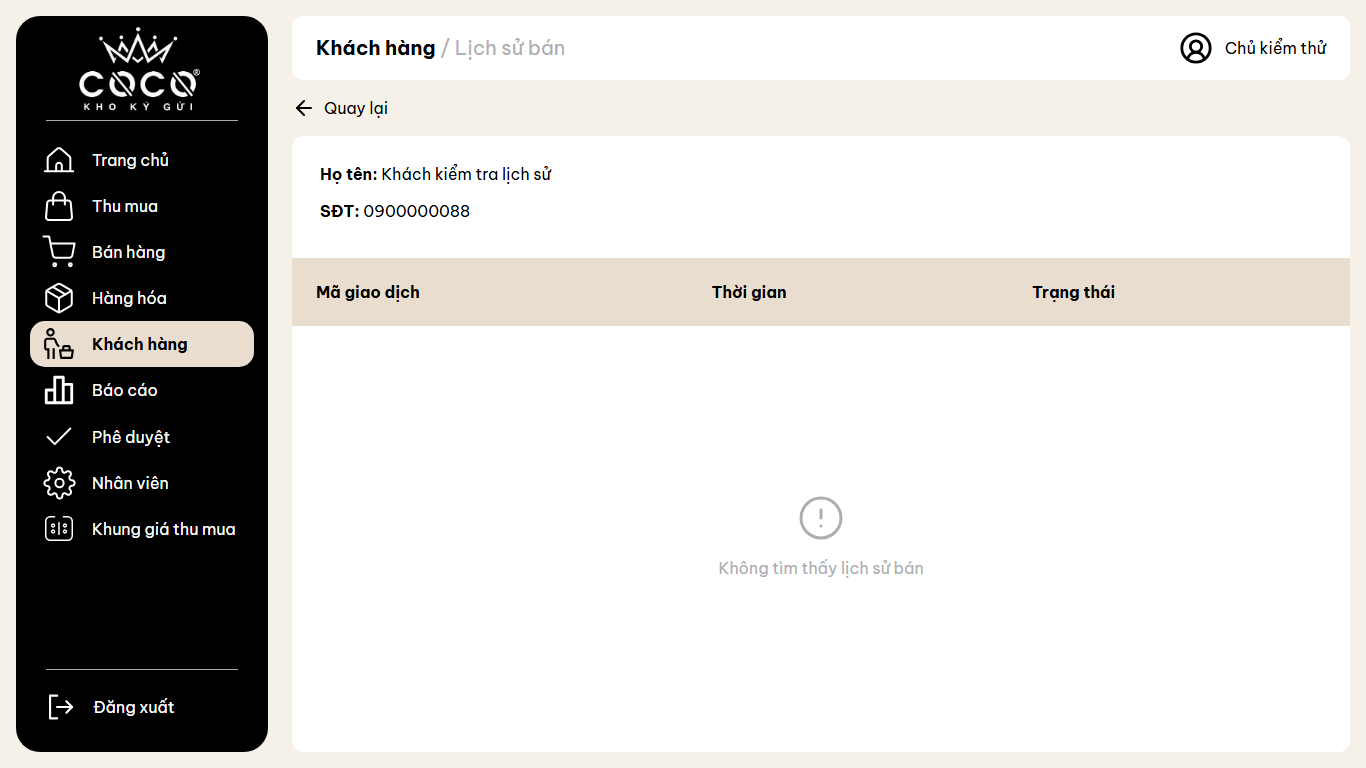 COCO®
KHO KÝ GỬI
Trang chủ
Thu mua
Bán hàng
Hàng hóa
Khách hàng
Báo cáo
Phê duyệt
Nhân viên
Khung giá thu mua
Đăng xuất
Khách hàng / Lịch sử bán
Chủ kiểm thử
Quay lại
Họ tên: Khách kiểm tra lịch sử
SĐT: 0900000088
Mã giao dịch Thời gian Trạng thái
Không tìm thấy lịch sử bán